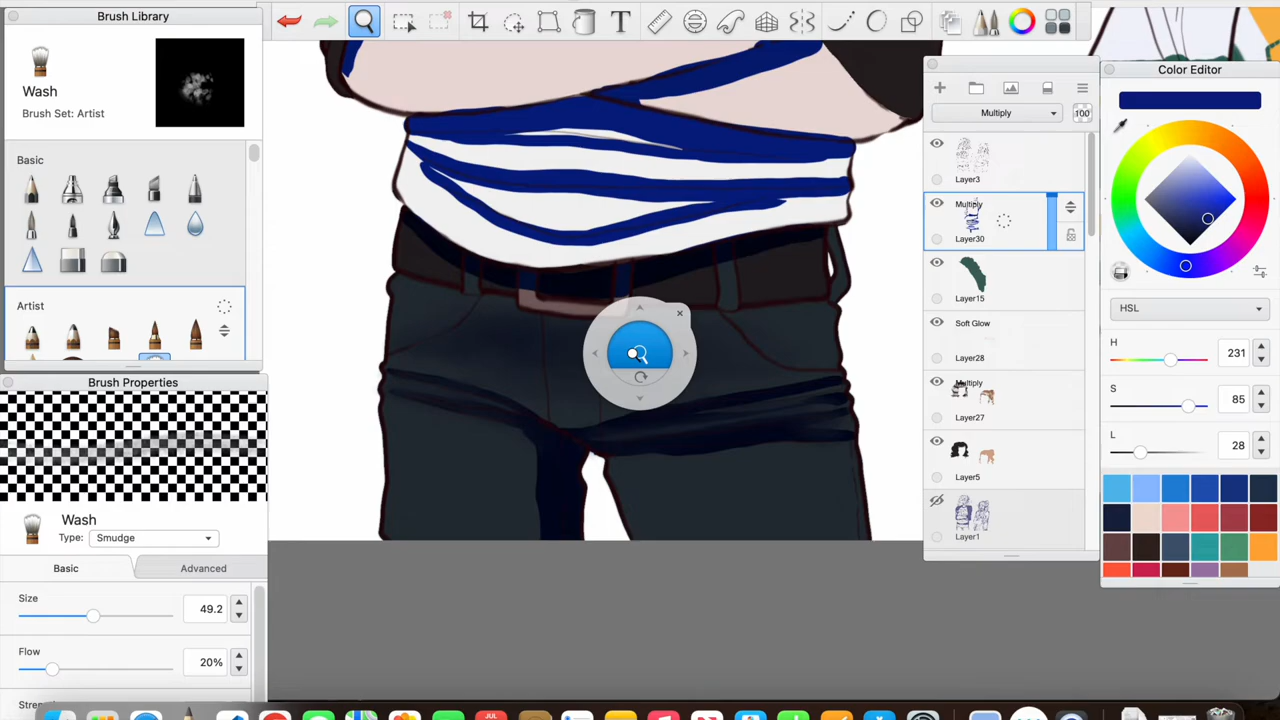 Brush Library
Wash
Brush Set: Artist
Basic
Artist
Brush Properties
Wash
Type: Smudge
Basic Advanced
Size
49.2
Flow
20%
T
Multiply 100
Layer3
Multiply
Layer30
Layer15
Soft Glow
Layer28
Multiply
Layer27
Layer5
Layer1
Color Editor
HSL
H 231
S 85
L 28
JUL